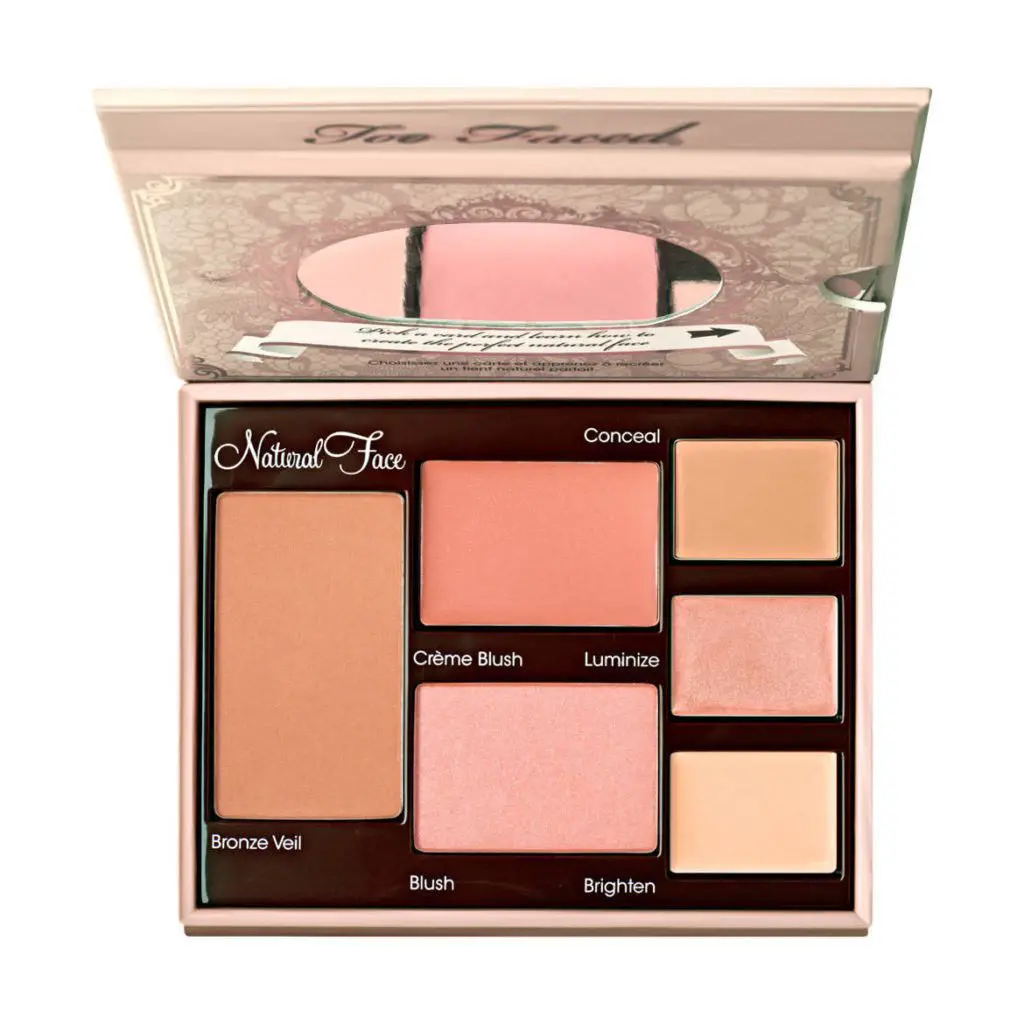 Too Faced
Pick a card and learn how to
create the perfect natural face
Choisissez une carte et apprenez à recréer
un teint naturel parfait.
Natural Face
Conceal
Crème Blush
Luminize
Bronze Veil
Blush
Brighten